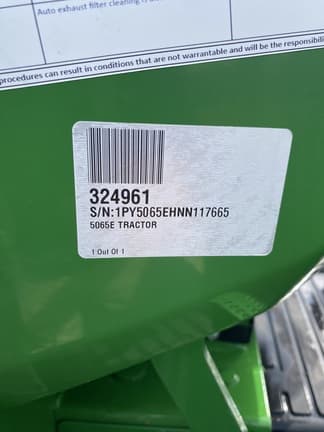 Auto exhaust filter cleaning is
procedures can result in conditions that are not warrantable and will be the responsibili
324961
S/N:1PY5065EHNN117665
5065E TRACTOR
1 Out Of 1